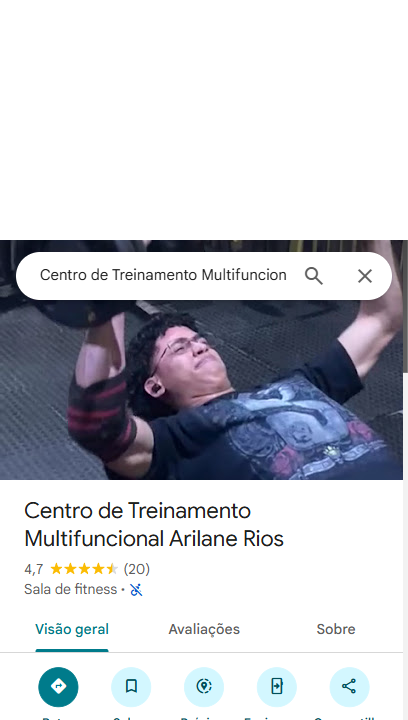 Centro de Treinamento Multifuncion
Centro de Treinamento
Multifuncional Arilane Rios
4,7 (20)
Sala de fitness ·
Visão geral Avaliações Sobre